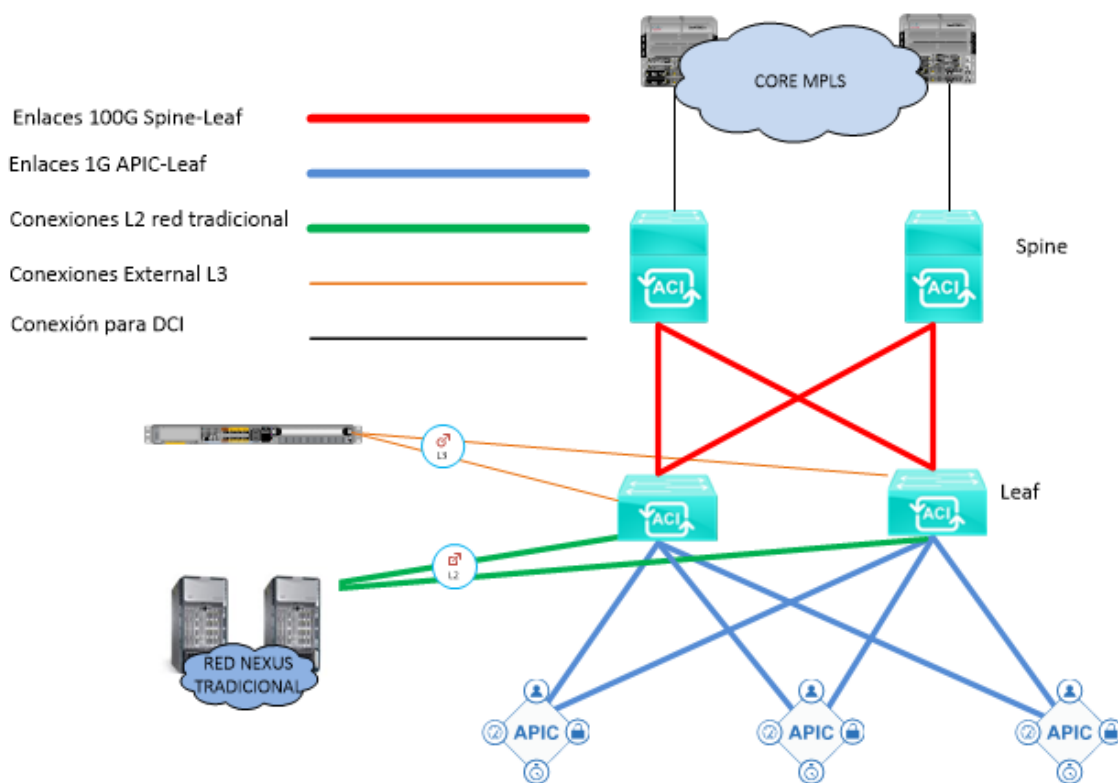 CORE MPLS
Enlaces 100G Spine-Leaf
Enlaces 1G APIC-Leaf
Conexiones L2 red tradicional
Conexiones External L3
Conexión para DCI
ACI
ACI
Spine
L3
ACI
ACI
Leaf
L2
RED NEXUS
TRADICIONAL
APIC
APIC
APIC